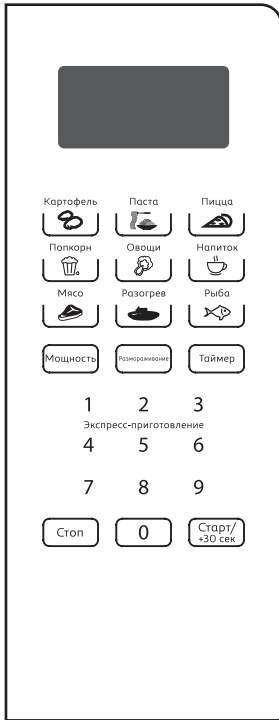 Картофель Паста Пицца
Попкорн Овощи Напиток
Мясо Разогрев Рыба
Мощность Размораживание Таймер
1 2 3
Экспресс-приготовление
4 5 6
7 8 9
Стоп 0 Старт/
+30 сек